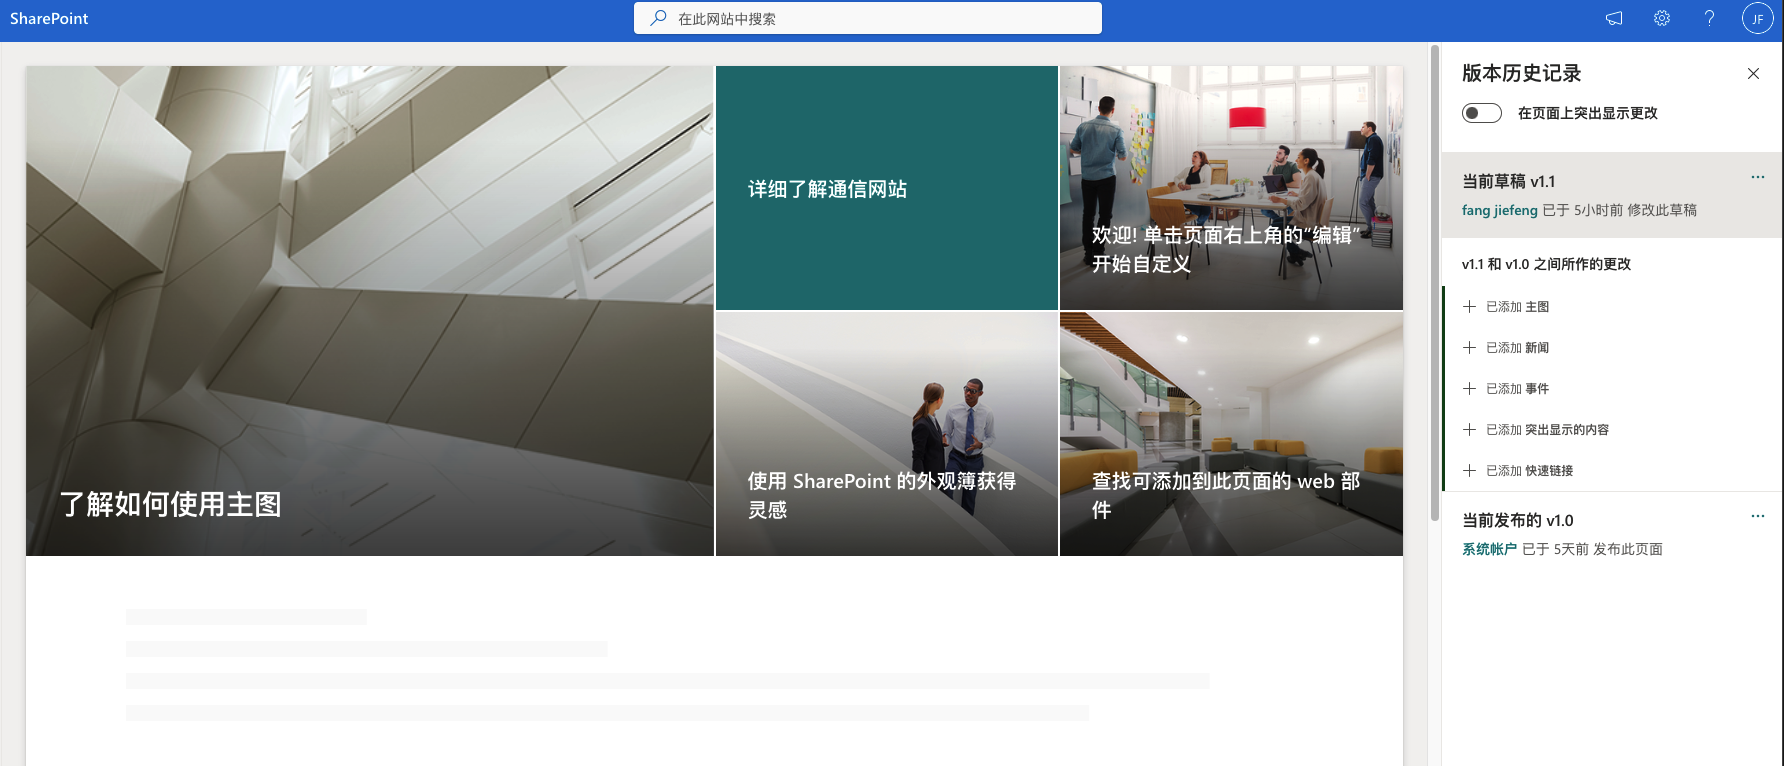 SharePoint
在此网站中搜索
?
JF
了解如何使用主图
详细了解通信网站
欢迎! 单击页面右上角的“编辑”
开始自定义
使用 SharePoint 的外观薄获得
灵感
查找可添加到此页面的 web 部
件
版本历史记录
在页面上突出显示更改
当前草稿 v1.1
fang jiefeng 已于 5小时前 修改此草稿
v1.1 和 v1.0 之间所作的更改
已添加 主图
已添加 新闻
已添加 事件
已添加 突出显示的内容
已添加 快速链接
当前发布的 v1.0
系统帐户 已于 5天前 发布此页面